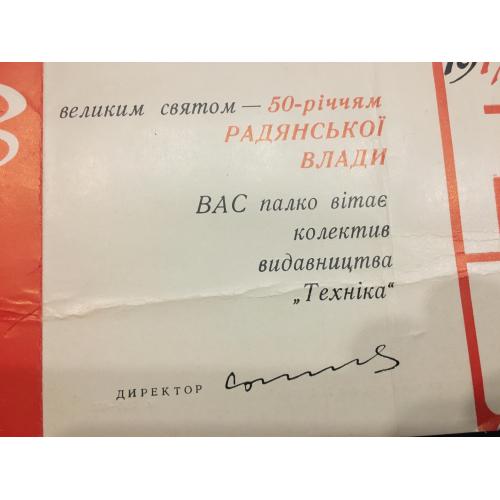 З
великим святом — 50-річчям
РАДЯНСЬКОЇ
ВЛАДИ
ВАС палко вітає
колектив
видавництва
„Техніка“
ДИРЕКТОР